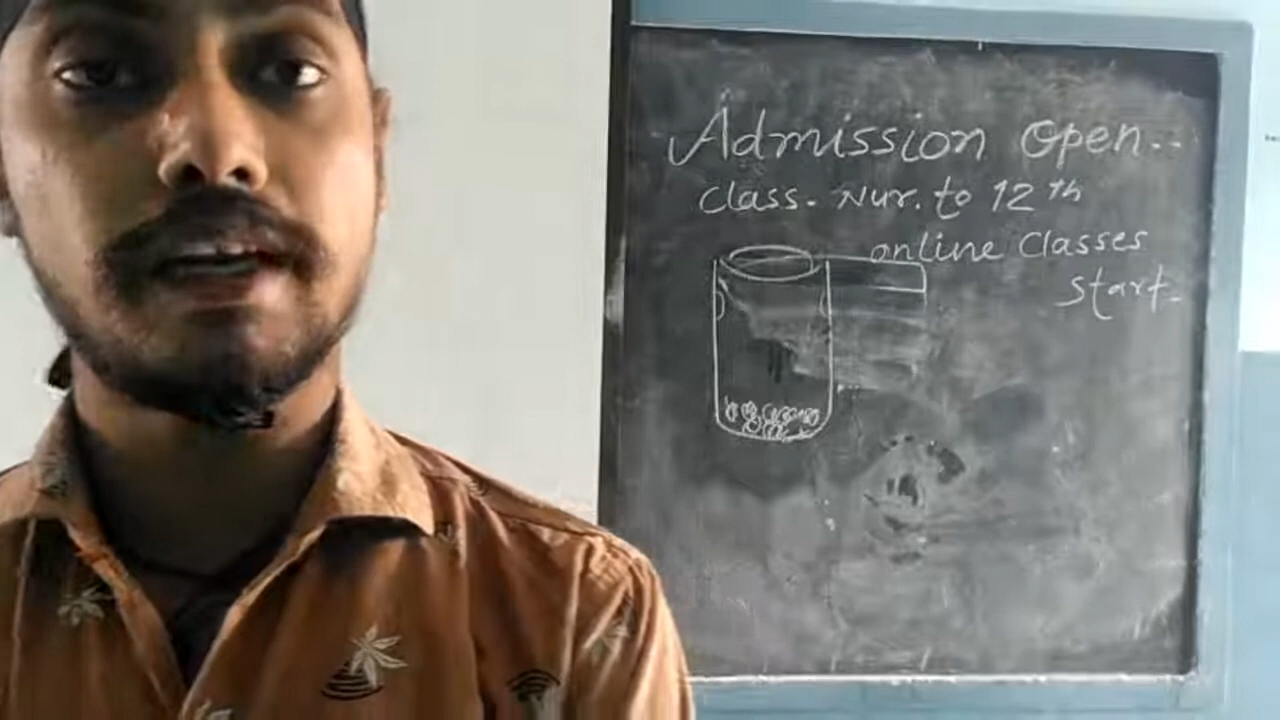 Admission Open..
Class. Nur. to 12th
online Classes
Start.